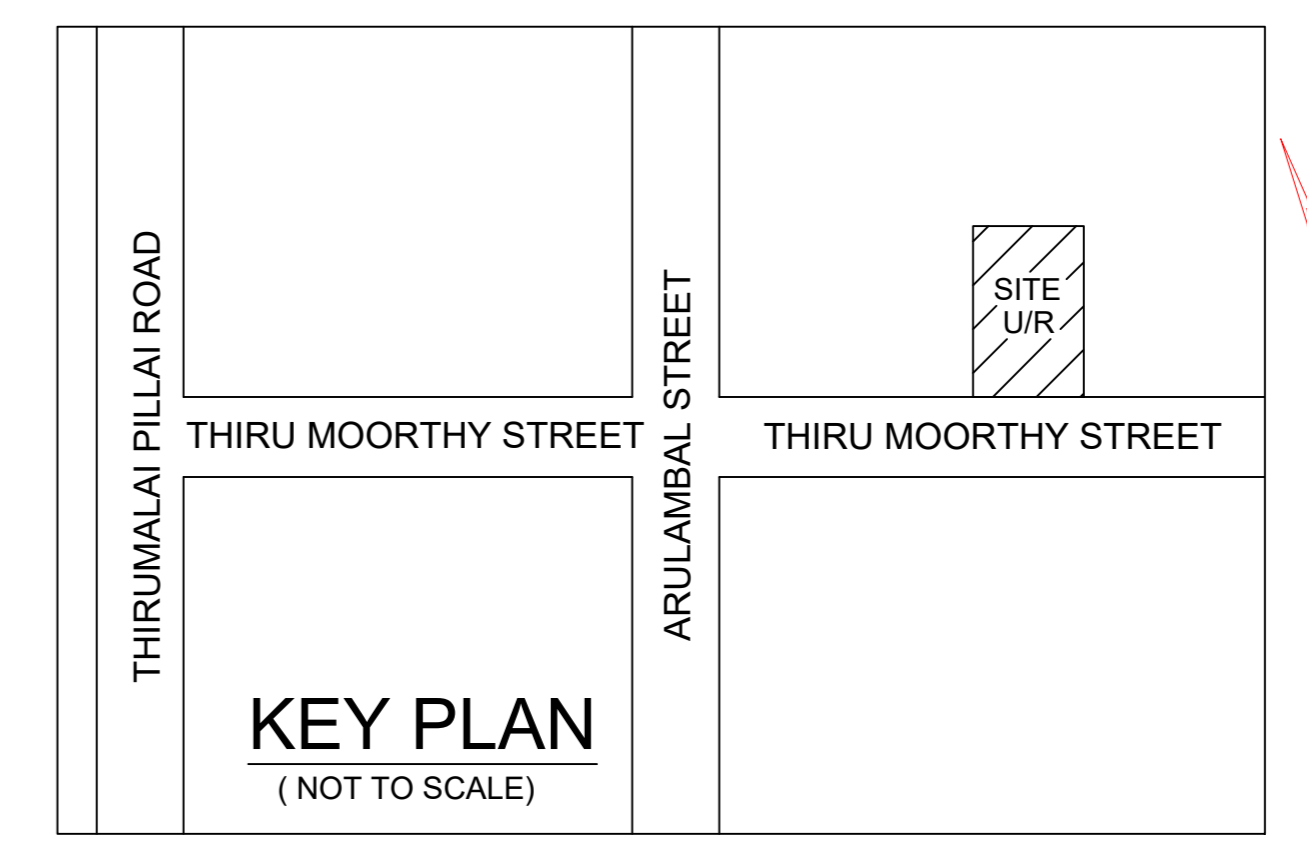 THIRUMALAI PILLAI ROAD
THIRU MOORTHY STREET
ARULAMBAL STREET
SITE
U/R
THIRU MOORTHY STREET
KEY PLAN
( NOT TO SCALE)